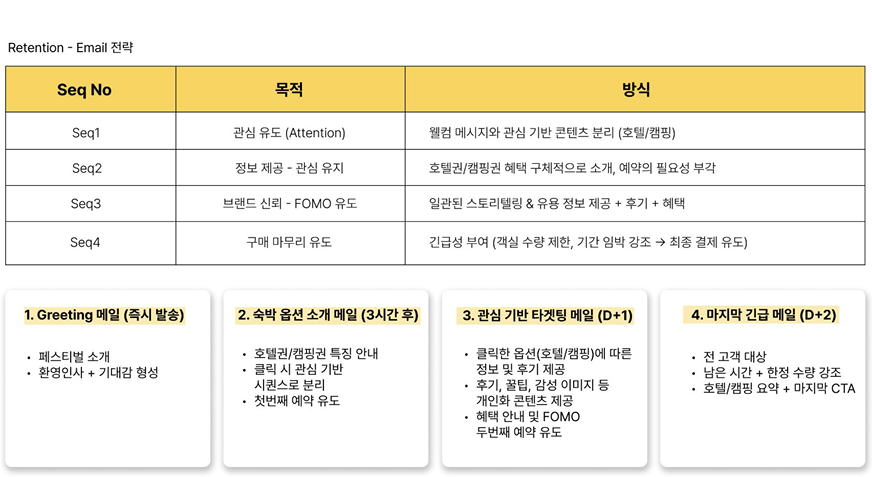 Retention - Email 전략
Seq No 목적 방식
Seq1 관심 유도 (Attention) 웰컴 메시지와 관심 기반 콘텐츠 분리 (호텔/캠핑)
Seq2 정보 제공 - 관심 유지 호텔권/캠핑권 혜택 구체적으로 소개, 예약의 필요성 부각
Seq3 브랜드 신뢰 - FOMO 유도 일관된 스토리텔링 & 유용 정보 제공 + 후기 + 혜택
Seq4 구매 마무리 유도 긴급성 부여 (객실 수량 제한, 기간 임박 강조 → 최종 결제 유도)
1. Greeting 메일 (즉시 발송)
• 페스티벌 소개
• 환영인사 + 기대감 형성
2. 숙박 옵션 소개 메일 (3시간 후)
• 호텔권/캠핑권 특징 안내
• 클릭 시 관심 기반
시퀀스로 분리
• 첫번째 예약 유도
3. 관심 기반 타겟팅 메일 (D+1)
• 클릭한 옵션(호텔/캠핑)에 따른
정보 및 후기 제공
• 후기, 꿀팁, 감성 이미지 등
개인화 콘텐츠 제공
• 혜택 안내 및 FOMO
두번째 예약 유도
4. 마지막 긴급 메일 (D+2)
• 전 고객 대상
• 남은 시간 + 한정 수량 강조
• 호텔/캠핑 요약 + 마지막 CTA